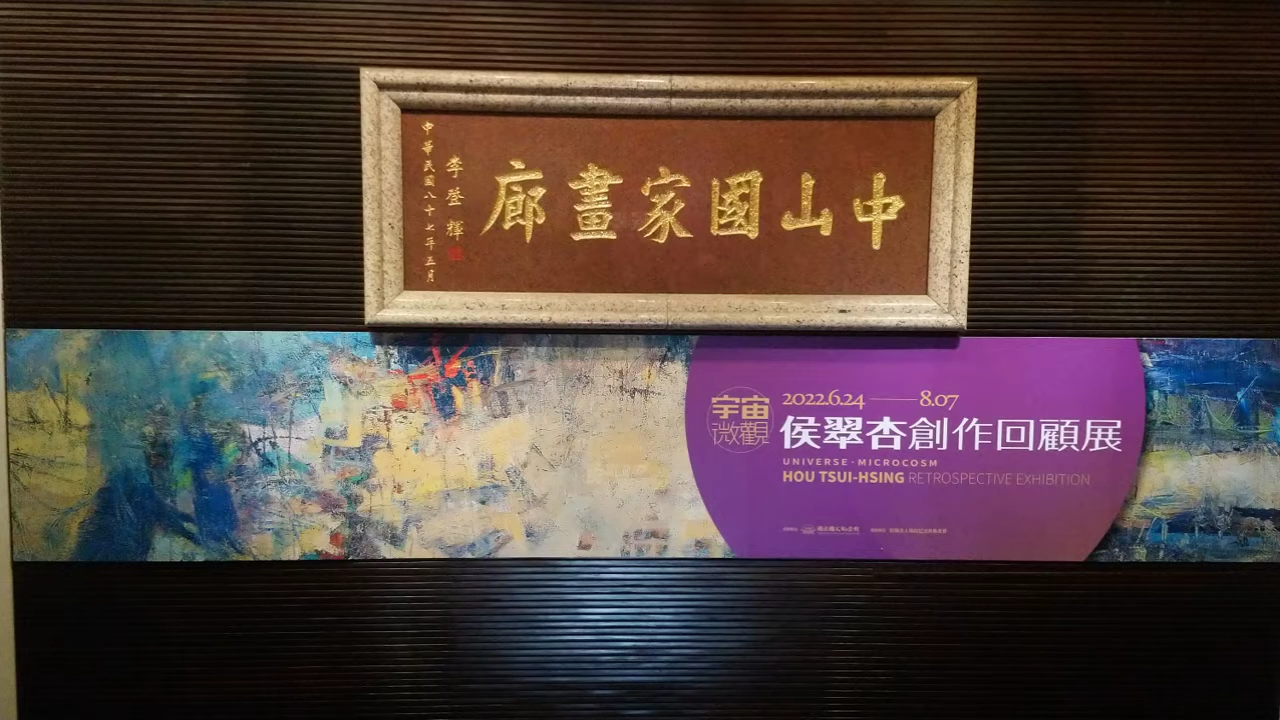 中山國家畫廊
李登輝
中華民國八十七年五月
宇宙
微觀
2022.6.24 — 8.07
侯翠杏創作回顧展
UNIVERSE · MICROCOSM
HOU TSUI-HSING RETROSPECTIVE EXHIBITION